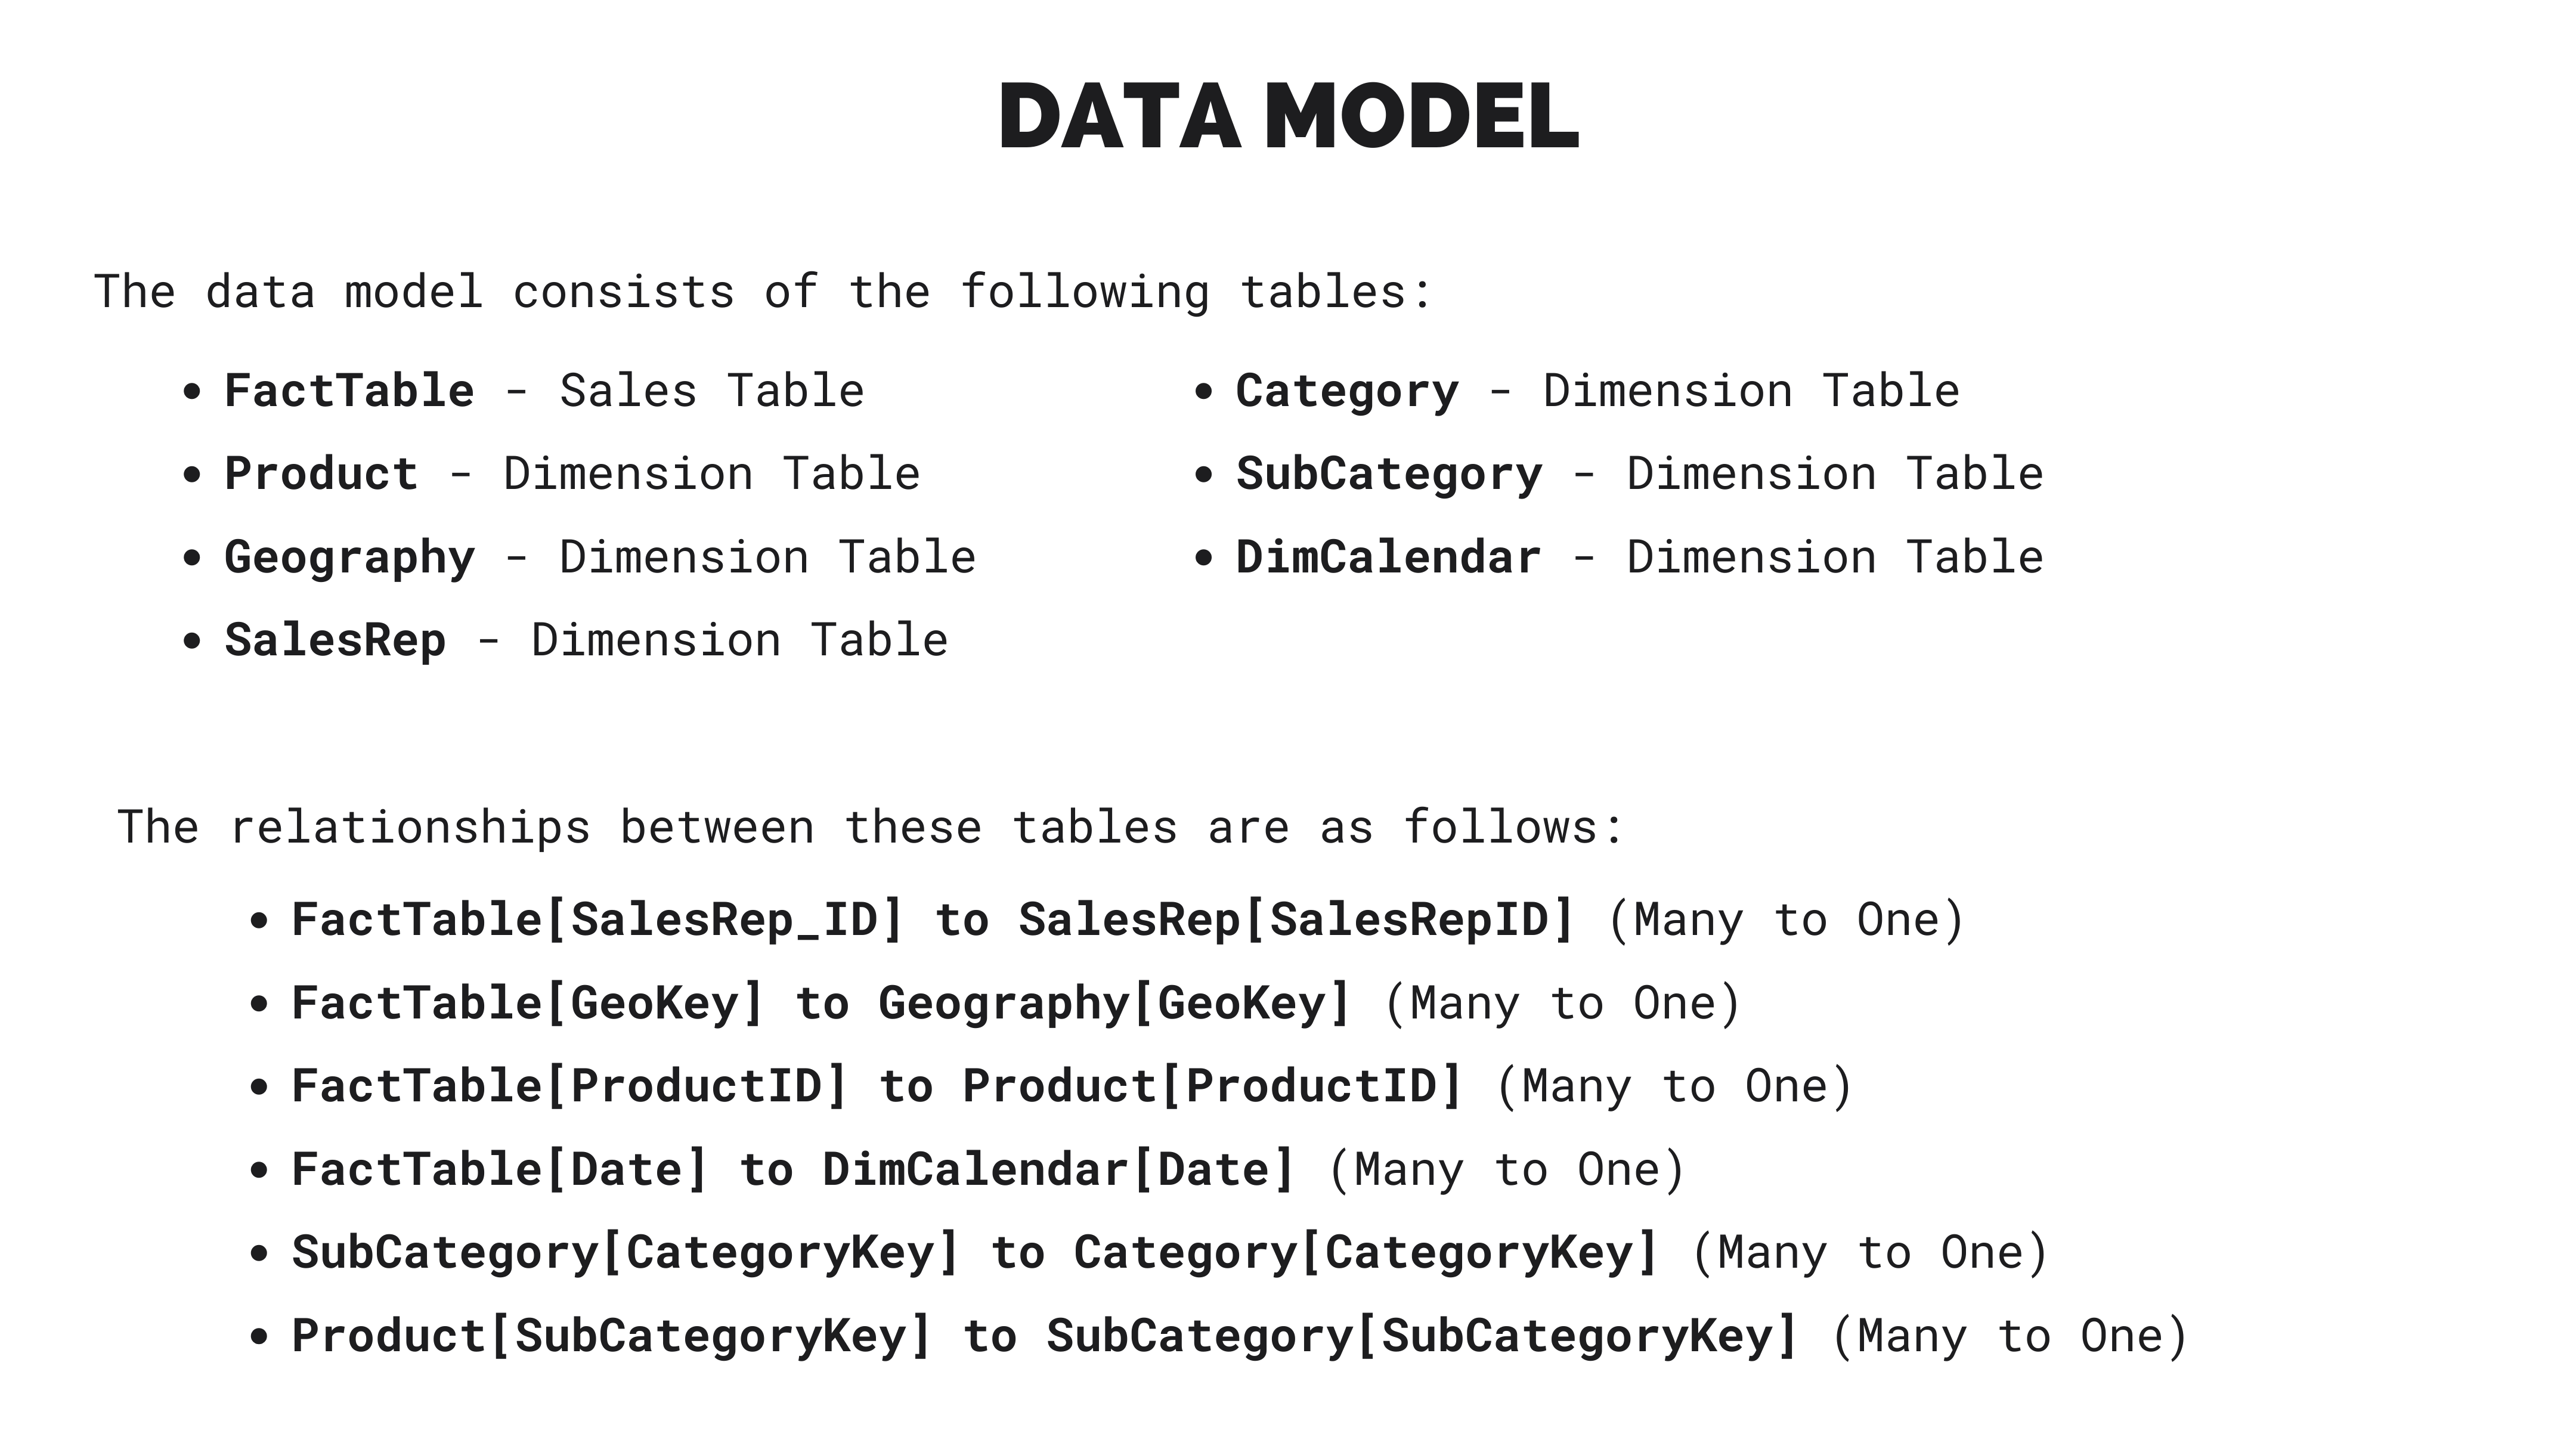 DATA MODEL
The data model consists of the following tables:
• FactTable - Sales Table
• Product - Dimension Table
• Geography - Dimension Table
• SalesRep - Dimension Table
• Category - Dimension Table
• SubCategory - Dimension Table
• DimCalendar - Dimension Table
The relationships between these tables are as follows:
• FactTable[SalesRep_ID] to SalesRep[SalesRepID] (Many to One)
• FactTable[GeoKey] to Geography[GeoKey] (Many to One)
• FactTable[ProductID] to Product[ProductID] (Many to One)
• FactTable[Date] to DimCalendar[Date] (Many to One)
• SubCategory[CategoryKey] to Category[CategoryKey] (Many to One)
• Product[SubCategoryKey] to SubCategory[SubCategoryKey] (Many to One)